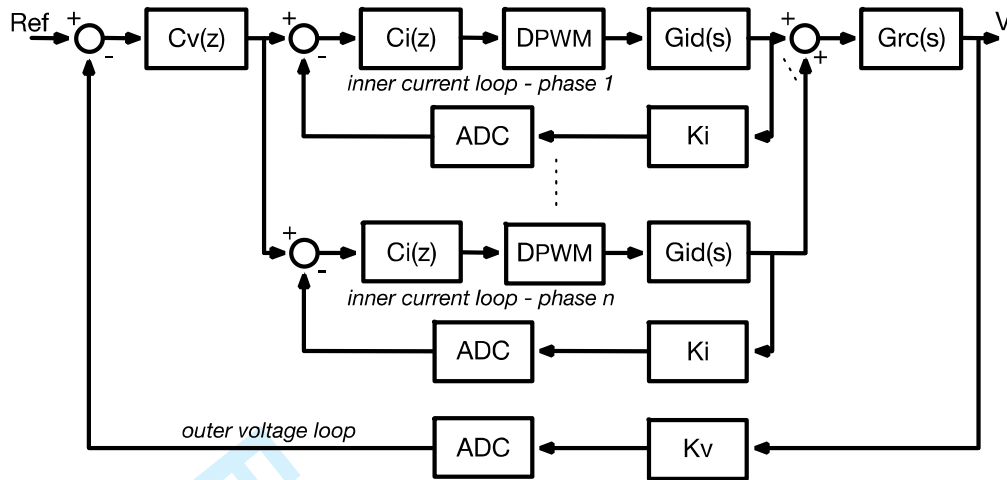 Ref
+
-
Cv(z)
+
-
Ci(z)
DPWM
Gid(s)
+
+
Grc(s)
V
inner current loop - phase 1
ADC
Ki
+
-
Ci(z)
DPWM
Gid(s)
inner current loop - phase n
ADC
Ki
outer voltage loop
ADC
Kv